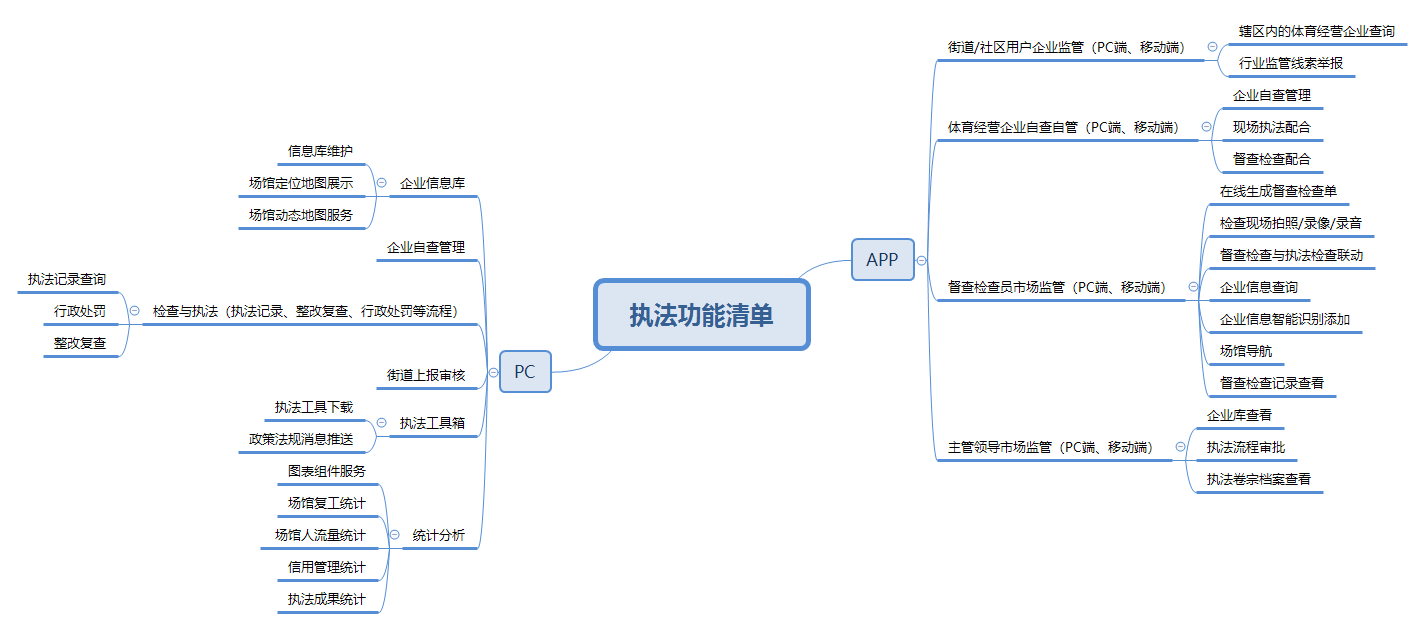 执法功能清单
APP
街道/社区用户企业监管（PC端、移动端）
辖区内的体育经营企业查询
行业监管线索举报
体育经营企业自查自管（PC端、移动端）
企业自查管理
现场执法配合
督查检查配合
督查检查员市场监管（PC端、移动端）
在线生成督查检查单
检查现场拍照/录像/录音
督查检查与执法检查联动
企业信息查询
企业信息智能识别添加
场馆导航
督查检查记录查看
主管领导市场监管（PC端、移动端）
企业库查看
执法流程审批
执法卷宗档案查看
PC
企业信息库
信息库维护
场馆定位地图展示
场馆动态地图服务
企业自查管理
检查与执法（执法记录、整改复查、行政处罚等流程）
执法记录查询
行政处罚
整改复查
街道上报审核
执法工具箱
执法工具下载
政策法规消息推送
统计分析
图表组件服务
场馆复工统计
场馆人流量统计
信用管理统计
执法成果统计